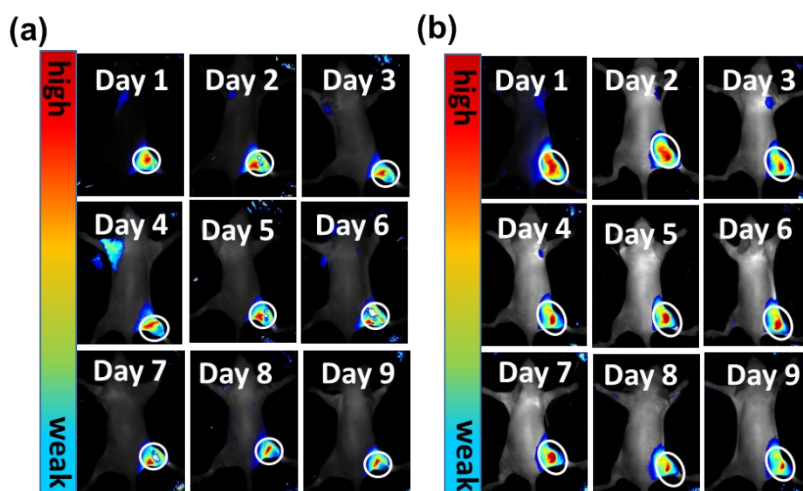 (a)
high
weak
Day 1
Day 2
Day 3
Day 4
Day 5
Day 6
Day 7
Day 8
Day 9
(b)
high
weak
Day 1
Day 2
Day 3
Day 4
Day 5
Day 6
Day 7
Day 8
Day 9